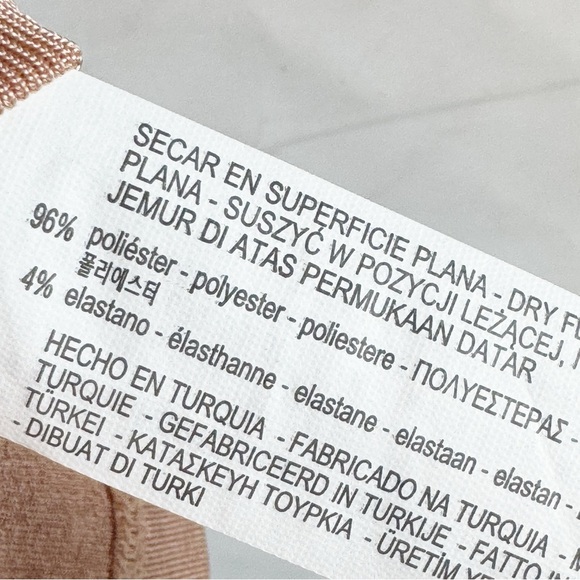 SECAR EN SUPERFICIE PLANA - DRY
PLANA - SUSZYĆ W POZYCJI LEŻĄCEJ,
JEMUR DI ATAS PERMUKAAN DATAR
96% poliéster - polyester - poliestere - ΠΟΛΥΕΣΤΕΡΑΣ -
폴리에스터
4% elastano - élasthanne - elastane - elastaan - elastan -
HECHO EN TURQUIA - FABRICADO NA TURQUIA -
TURQUIE - GEFABRICEERD IN TURKIJE - FATTO IN
TÜRKEI - ΚΑΤΑΣΚΕΥΗ ΤΟΥΡΚΙΑ - ÜRETİM
- DIBUAT DI TURKI